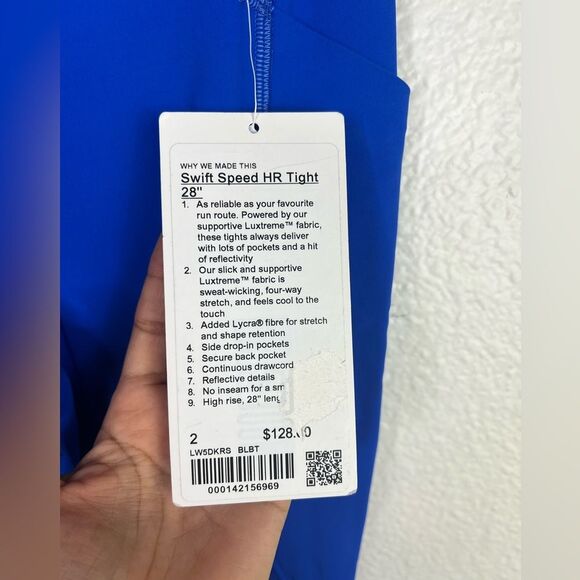 WHY WE MADE THIS
Swift Speed HR Tight
28"
1. As reliable as your favourite
run route. Powered by our
supportive Luxtreme™ fabric,
these tights always deliver
with lots of pockets and a hit
of reflectivity
2. Our slick and supportive
Luxtreme™ fabric is
sweat-wicking, four-way
stretch, and feels cool to the
touch
3. Added Lycra® fibre for stretch
and shape retention
4. Side drop-in pockets
5. Secure back pocket
6. Continuous drawcord
7. Reflective details
8. No inseam for a
9. High rise, 28"
2 $128.00
LW5DKRS BLBT
000142156969